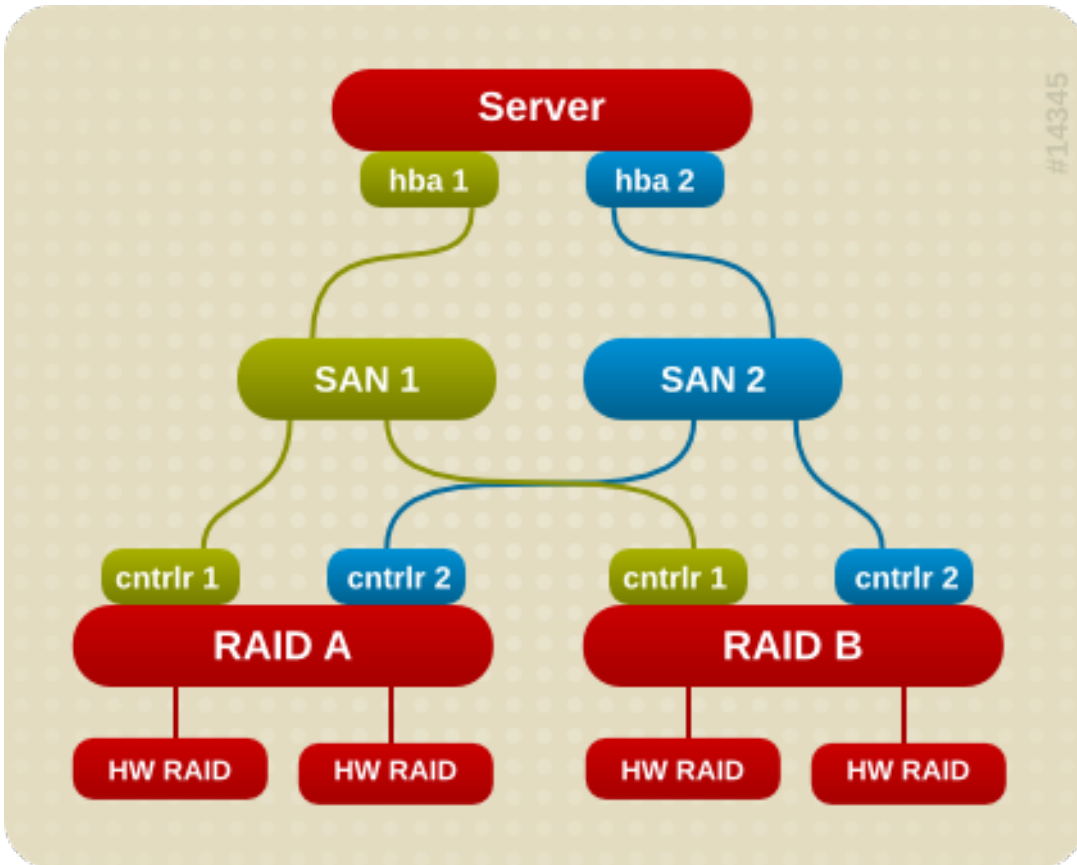 Server
#14345
hba 1
hba 2
SAN 1
SAN 2
cntrlr 1
cntrlr 2
cntrlr 1
cntrlr 2
RAID A
RAID B
HW RAID
HW RAID
HW RAID
HW RAID